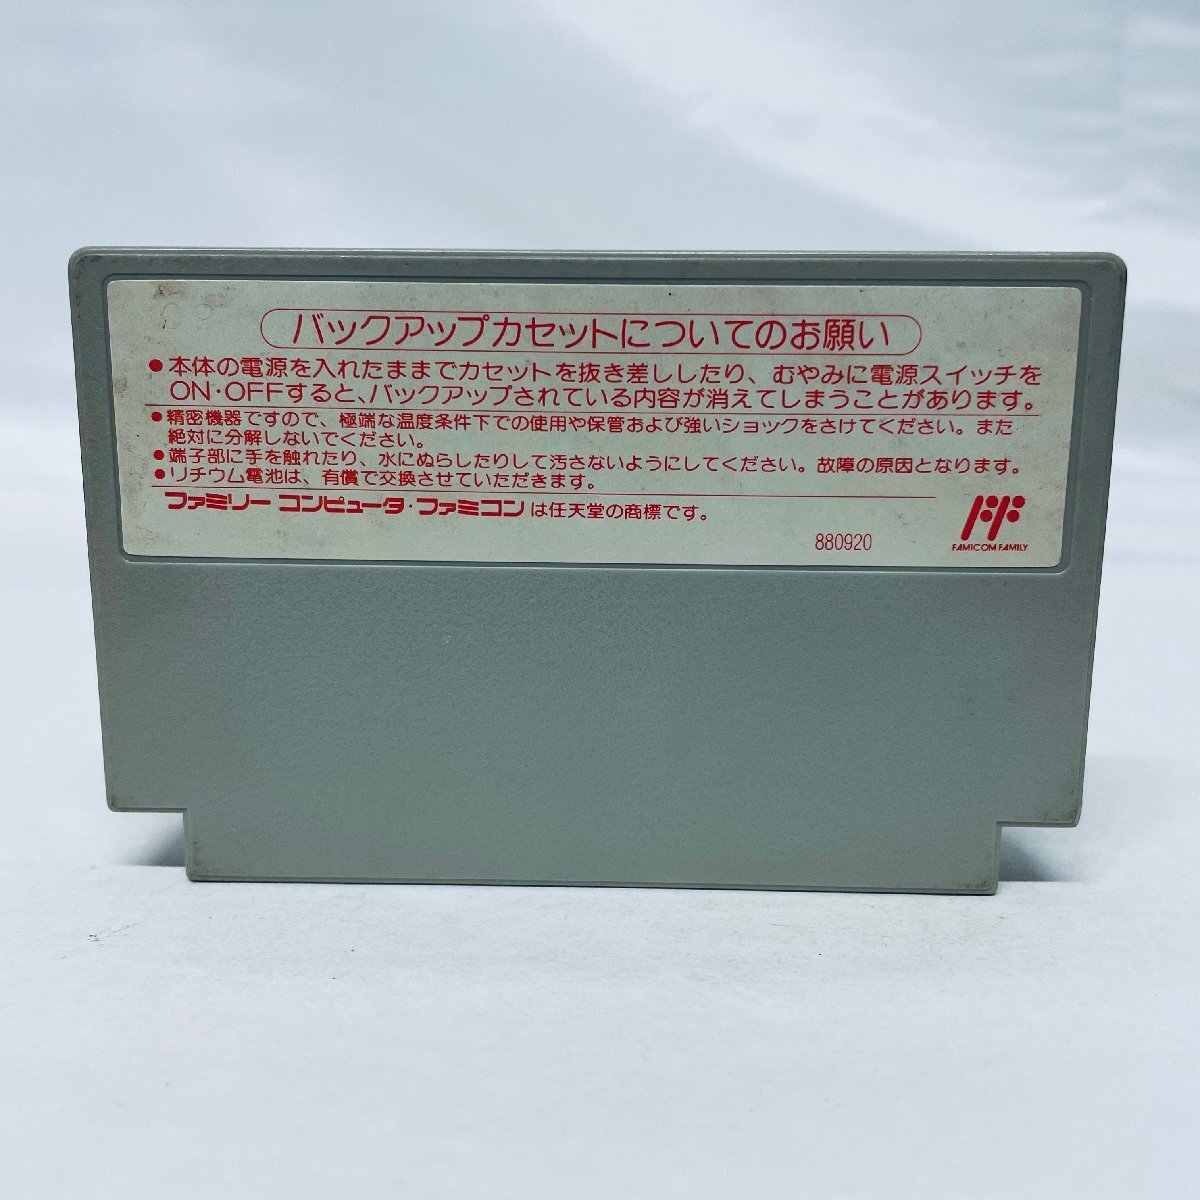 バックアップカセットについてのお願い
●本体の電源を入れたままでカセットを抜き差ししたり、むやみに電源スイッチを
ON・OFFすると、バックアップされている内容が消えてしまうことがあります。
●精密機器ですので、極端な温度条件下での使用や保管および強いショックをさけてください。また
絶対に分解しないでください。
●端子部に手を触れたり、水にぬらしたりして汚さないようにしてください。故障の原因となります。
●リチウム電池は、有償で交換させていただきます。
ファミリーコンピュータ・ファミコンは任天堂の商標です。
880920
FAMICOM FAMILY